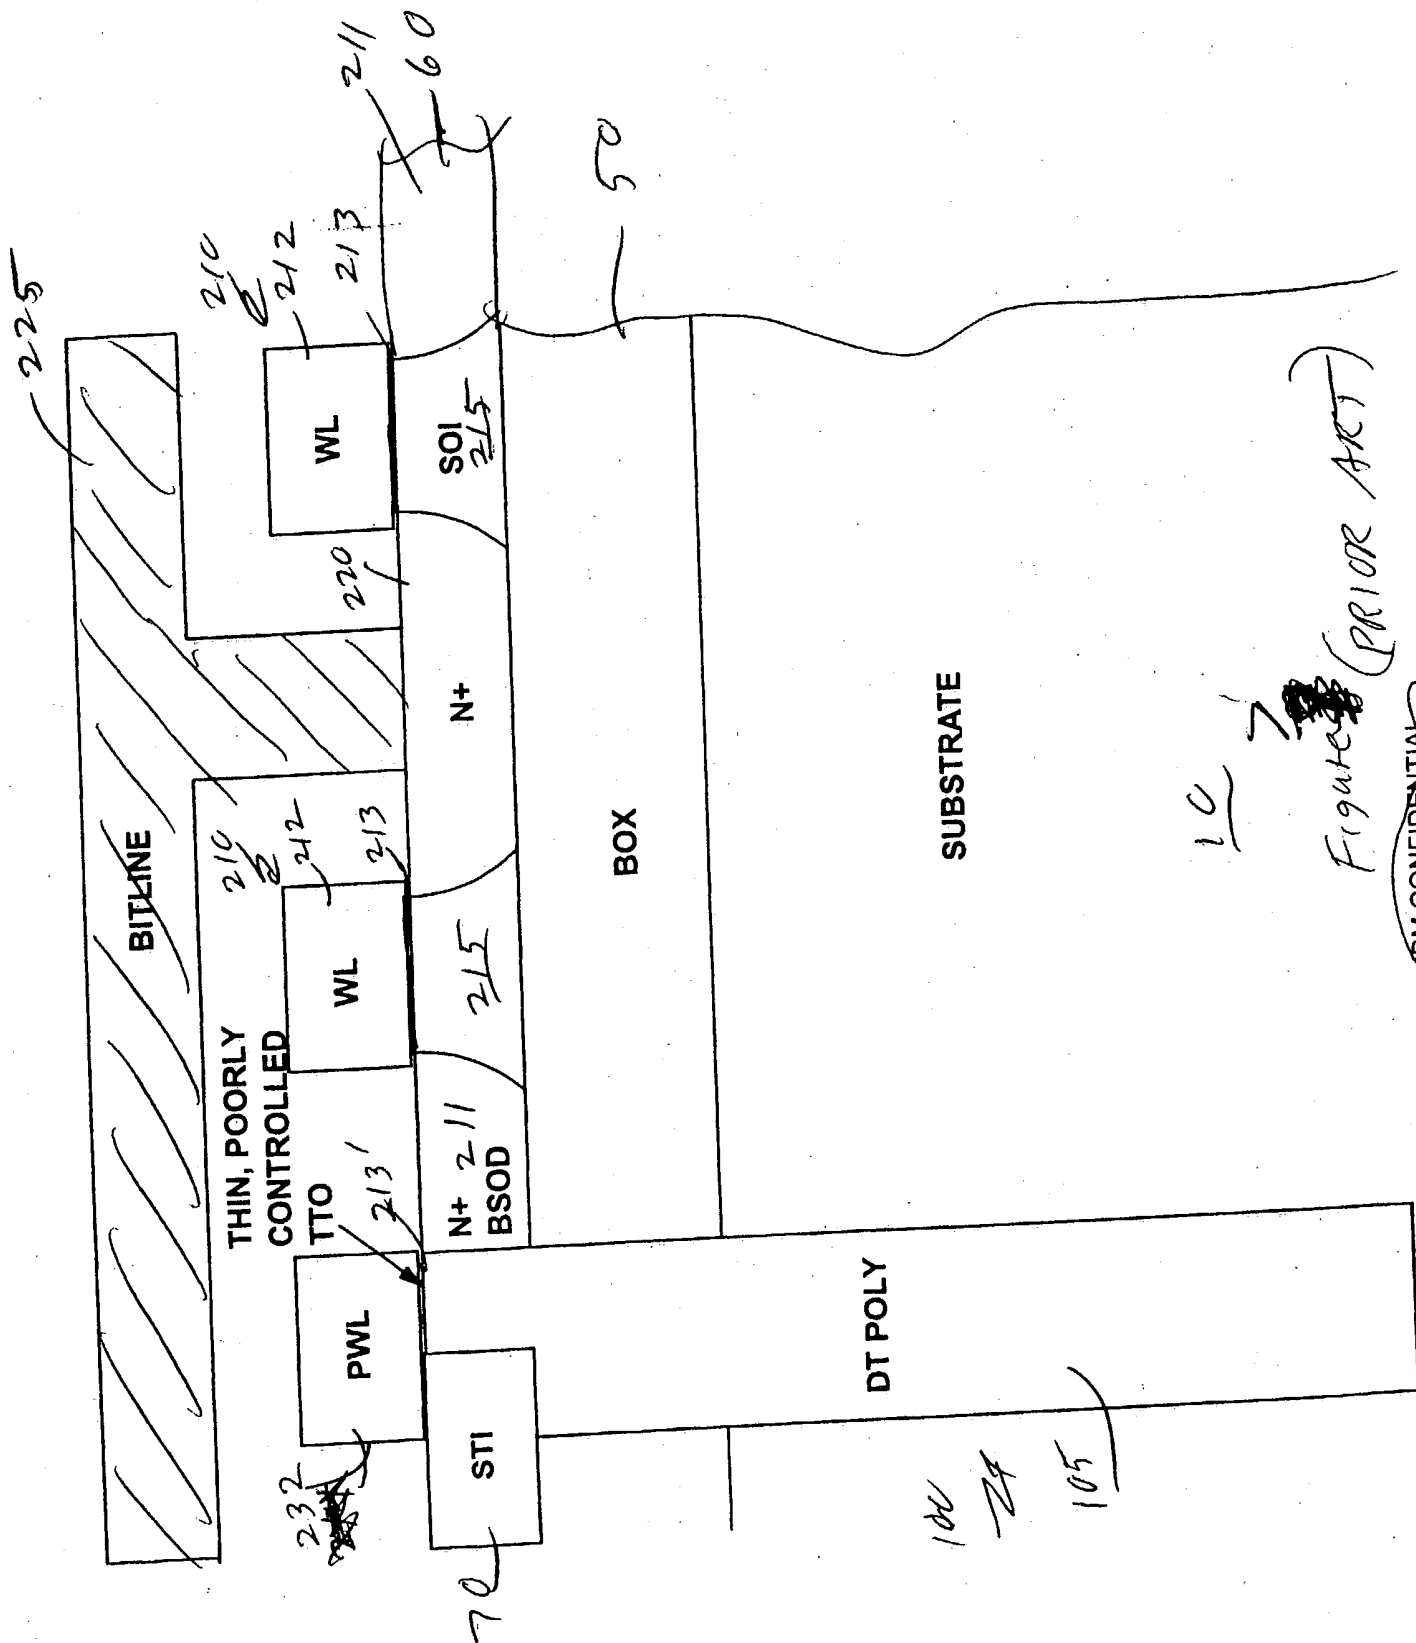 225
BITLINE
210
212
WL
213
210
212
WL
213
211
60
THIN, POORLY
CONTROLLED
TTO
213'
220
232
PWL
70
STI
N+ 211
BSOD
215
N+
SOI
215
BOX
50
DT POLY
SUBSTRATE
100
105
10
Figure 7 (PRIOR ART)
CONFIDENTIAL